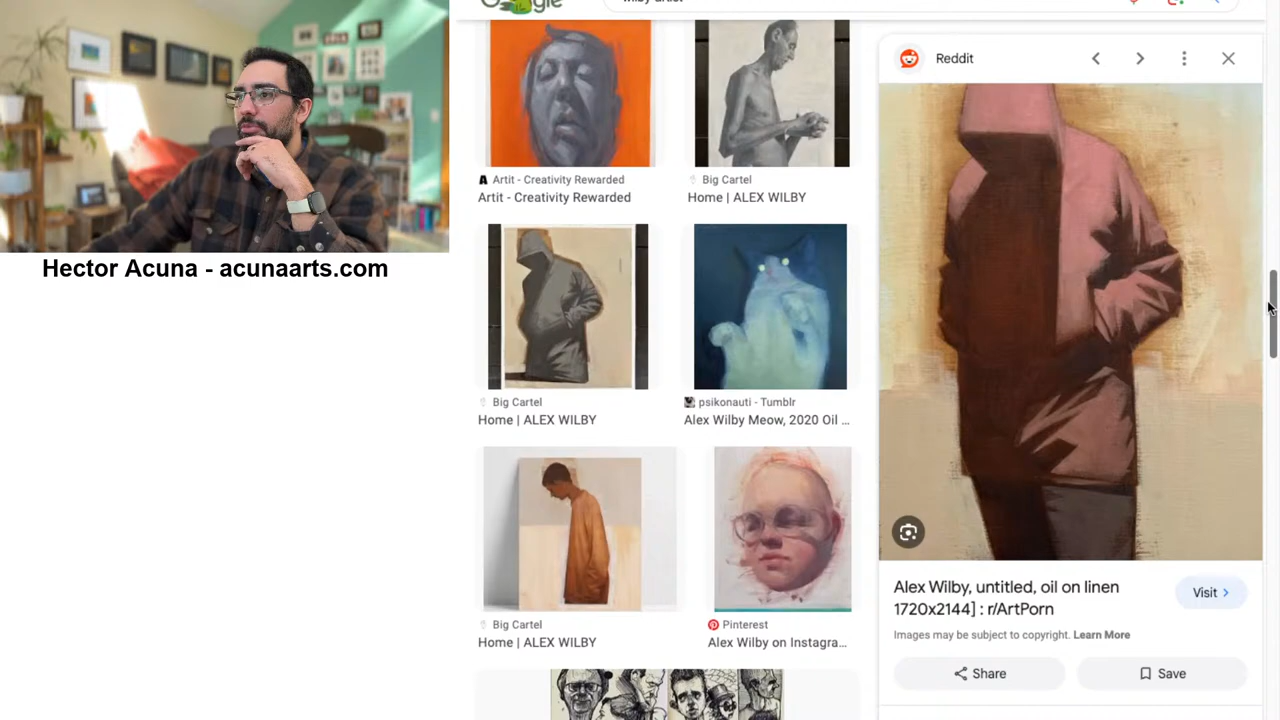 Google
Hector Acuna - acunaarts.com
Artit - Creativity Rewarded
Artit - Creativity Rewarded
Big Cartel
Home | ALEX WILBY
Big Cartel
Home | ALEX WILBY
psikonauti - Tumblr
Alex Wilby Meow, 2020 Oil ...
Big Cartel
Home | ALEX WILBY
Pinterest
Alex Wilby on Instagra...
Reddit
Alex Wilby, untitled, oil on linen
1720x2144] : r/ArtPorn
Visit
Images may be subject to copyright. Learn More
Share
Save